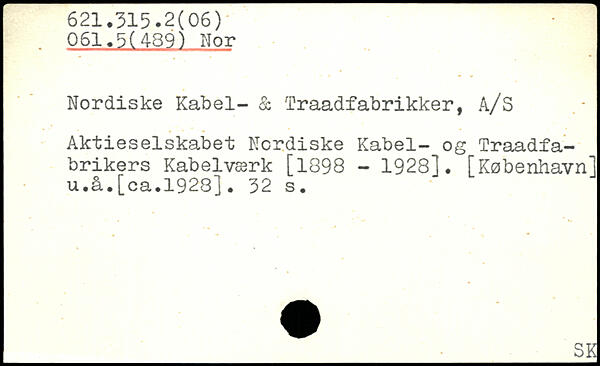 621.315.2(06)
061.5(489) Nor
Nordiske Kabel- & Traadfabrikker, A/S
Aktieselskabet Nordiske Kabel- og Traadfa-
brikers Kabelværk [1898 - 1928]. [København]
u.å.[ca.1928]. 32 s.
SK